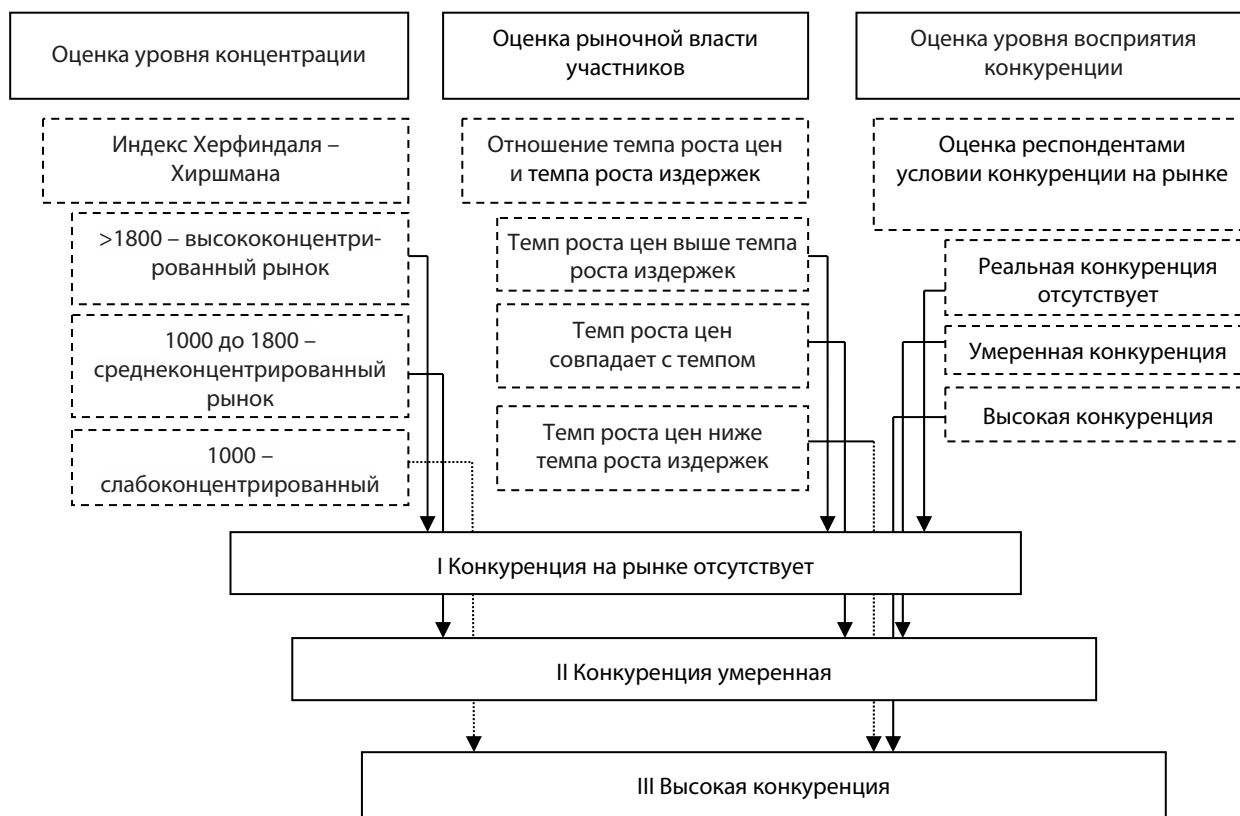 Оценка уровня концентрации
Оценка рыночной власти
участников
Оценка уровня восприятия
конкуренции
Индекс Херфиндаля –
Хиршмана
Отношение темпа роста цен
и темпа роста издержек
Оценка респондентами
условии конкуренции на рынке
>1800 – высококонцентри-
рованный рынок
Темп роста цен выше темпа
роста издержек
Реальная конкуренция
отсутствует
1000 до 1800 –
среднеконцентрированный
рынок
Темп роста цен
совпадает с темпом
Умеренная конкуренция
Высокая конкуренция
1000 –
слабоконцентрированный
Темп роста цен ниже
темпа роста издержек
I Конкуренция на рынке отсутствует
II Конкуренция умеренная
III Высокая конкуренция